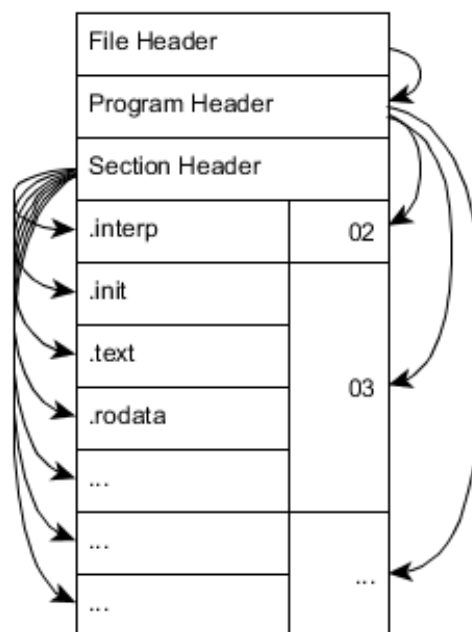 File Header
Program Header
Section Header
.interp
02
.init
.text
.rodata
03
...
...
...
...